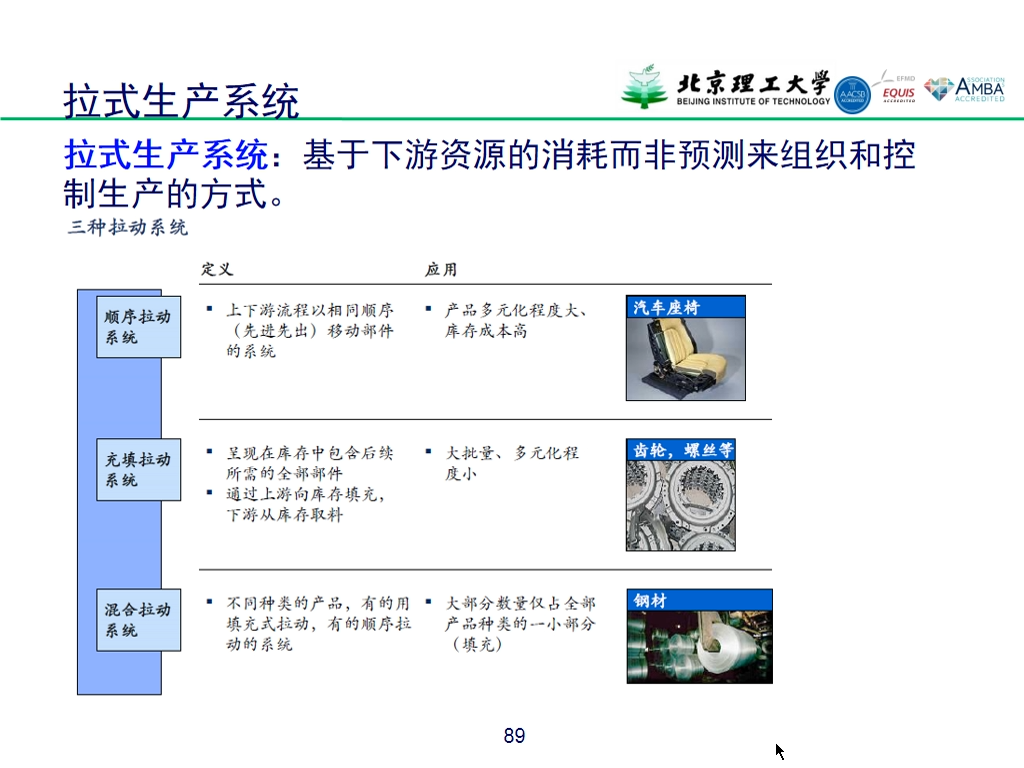 拉式生产系统
北京理工大学
BEIJING INSTITUTE OF TECHNOLOGY
AACSB
ACCREDITED
EFMD
EQUIS
ACCREDITED
ASSOCIATION
AMBA
ACCREDITED
拉式生产系统：基于下游资源的消耗而非预测来组织和控
制生产的方式。
三种拉动系统
定义
应用
顺序拉动
系统
▪ 上下游流程以相同顺序
（先进先出）移动部件
的系统
▪ 产品多元化程度大、
库存成本高
汽车座椅
充填拉动
系统
▪ 呈现在库存中包含后续
所需的全部部件
▪ 通过上游向库存填充，
下游从库存取料
▪ 大批量、多元化程
度小
齿轮，螺丝等
混合拉动
系统
▪ 不同种类的产品，有的用
填充式拉动，有的顺序拉
动的系统
▪ 大部分数量仅占全部
产品种类的一小部分
（填充）
钢材
89